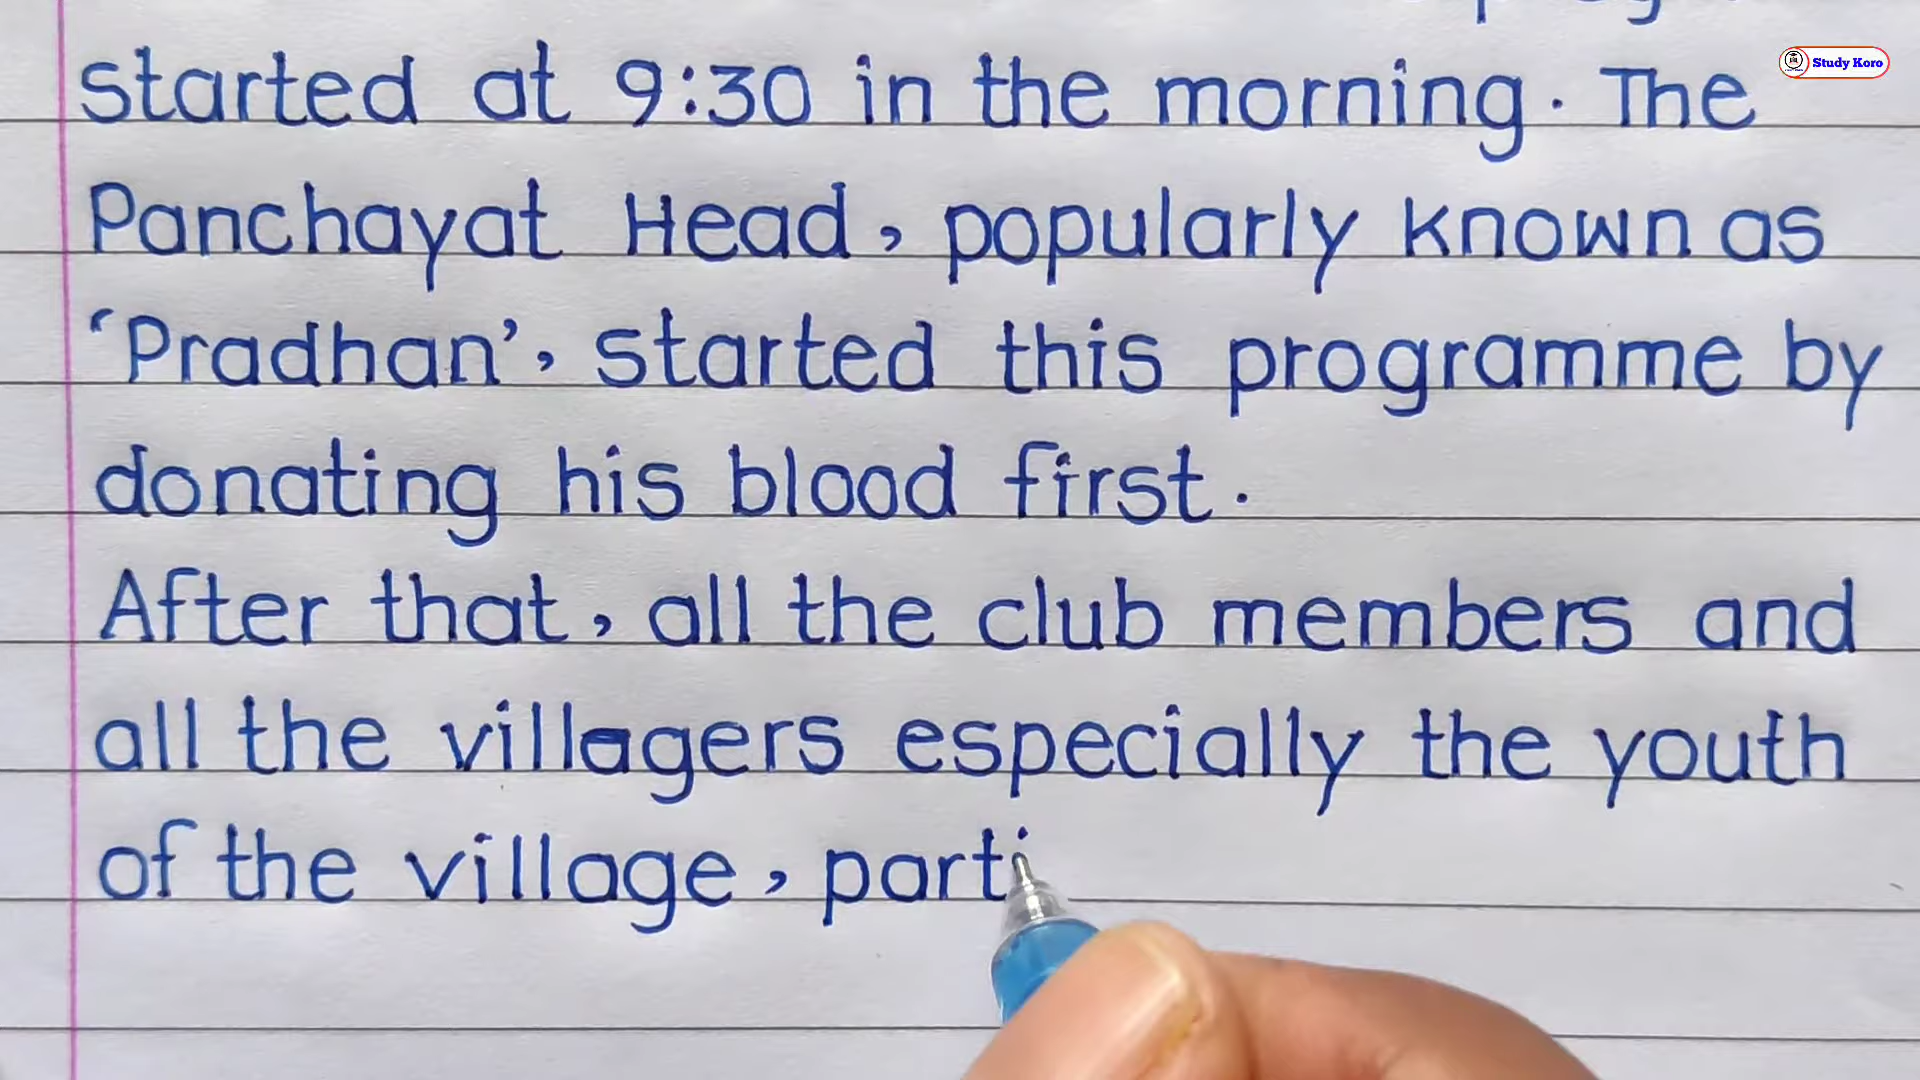 started at 9:30 in the morning. The
Study Koro
Panchayat Head, popularly known as
'Pradhan', started this programme by
donating his blood first.
After that, all the club members and
all the villagers especially the youth
of the village, parti